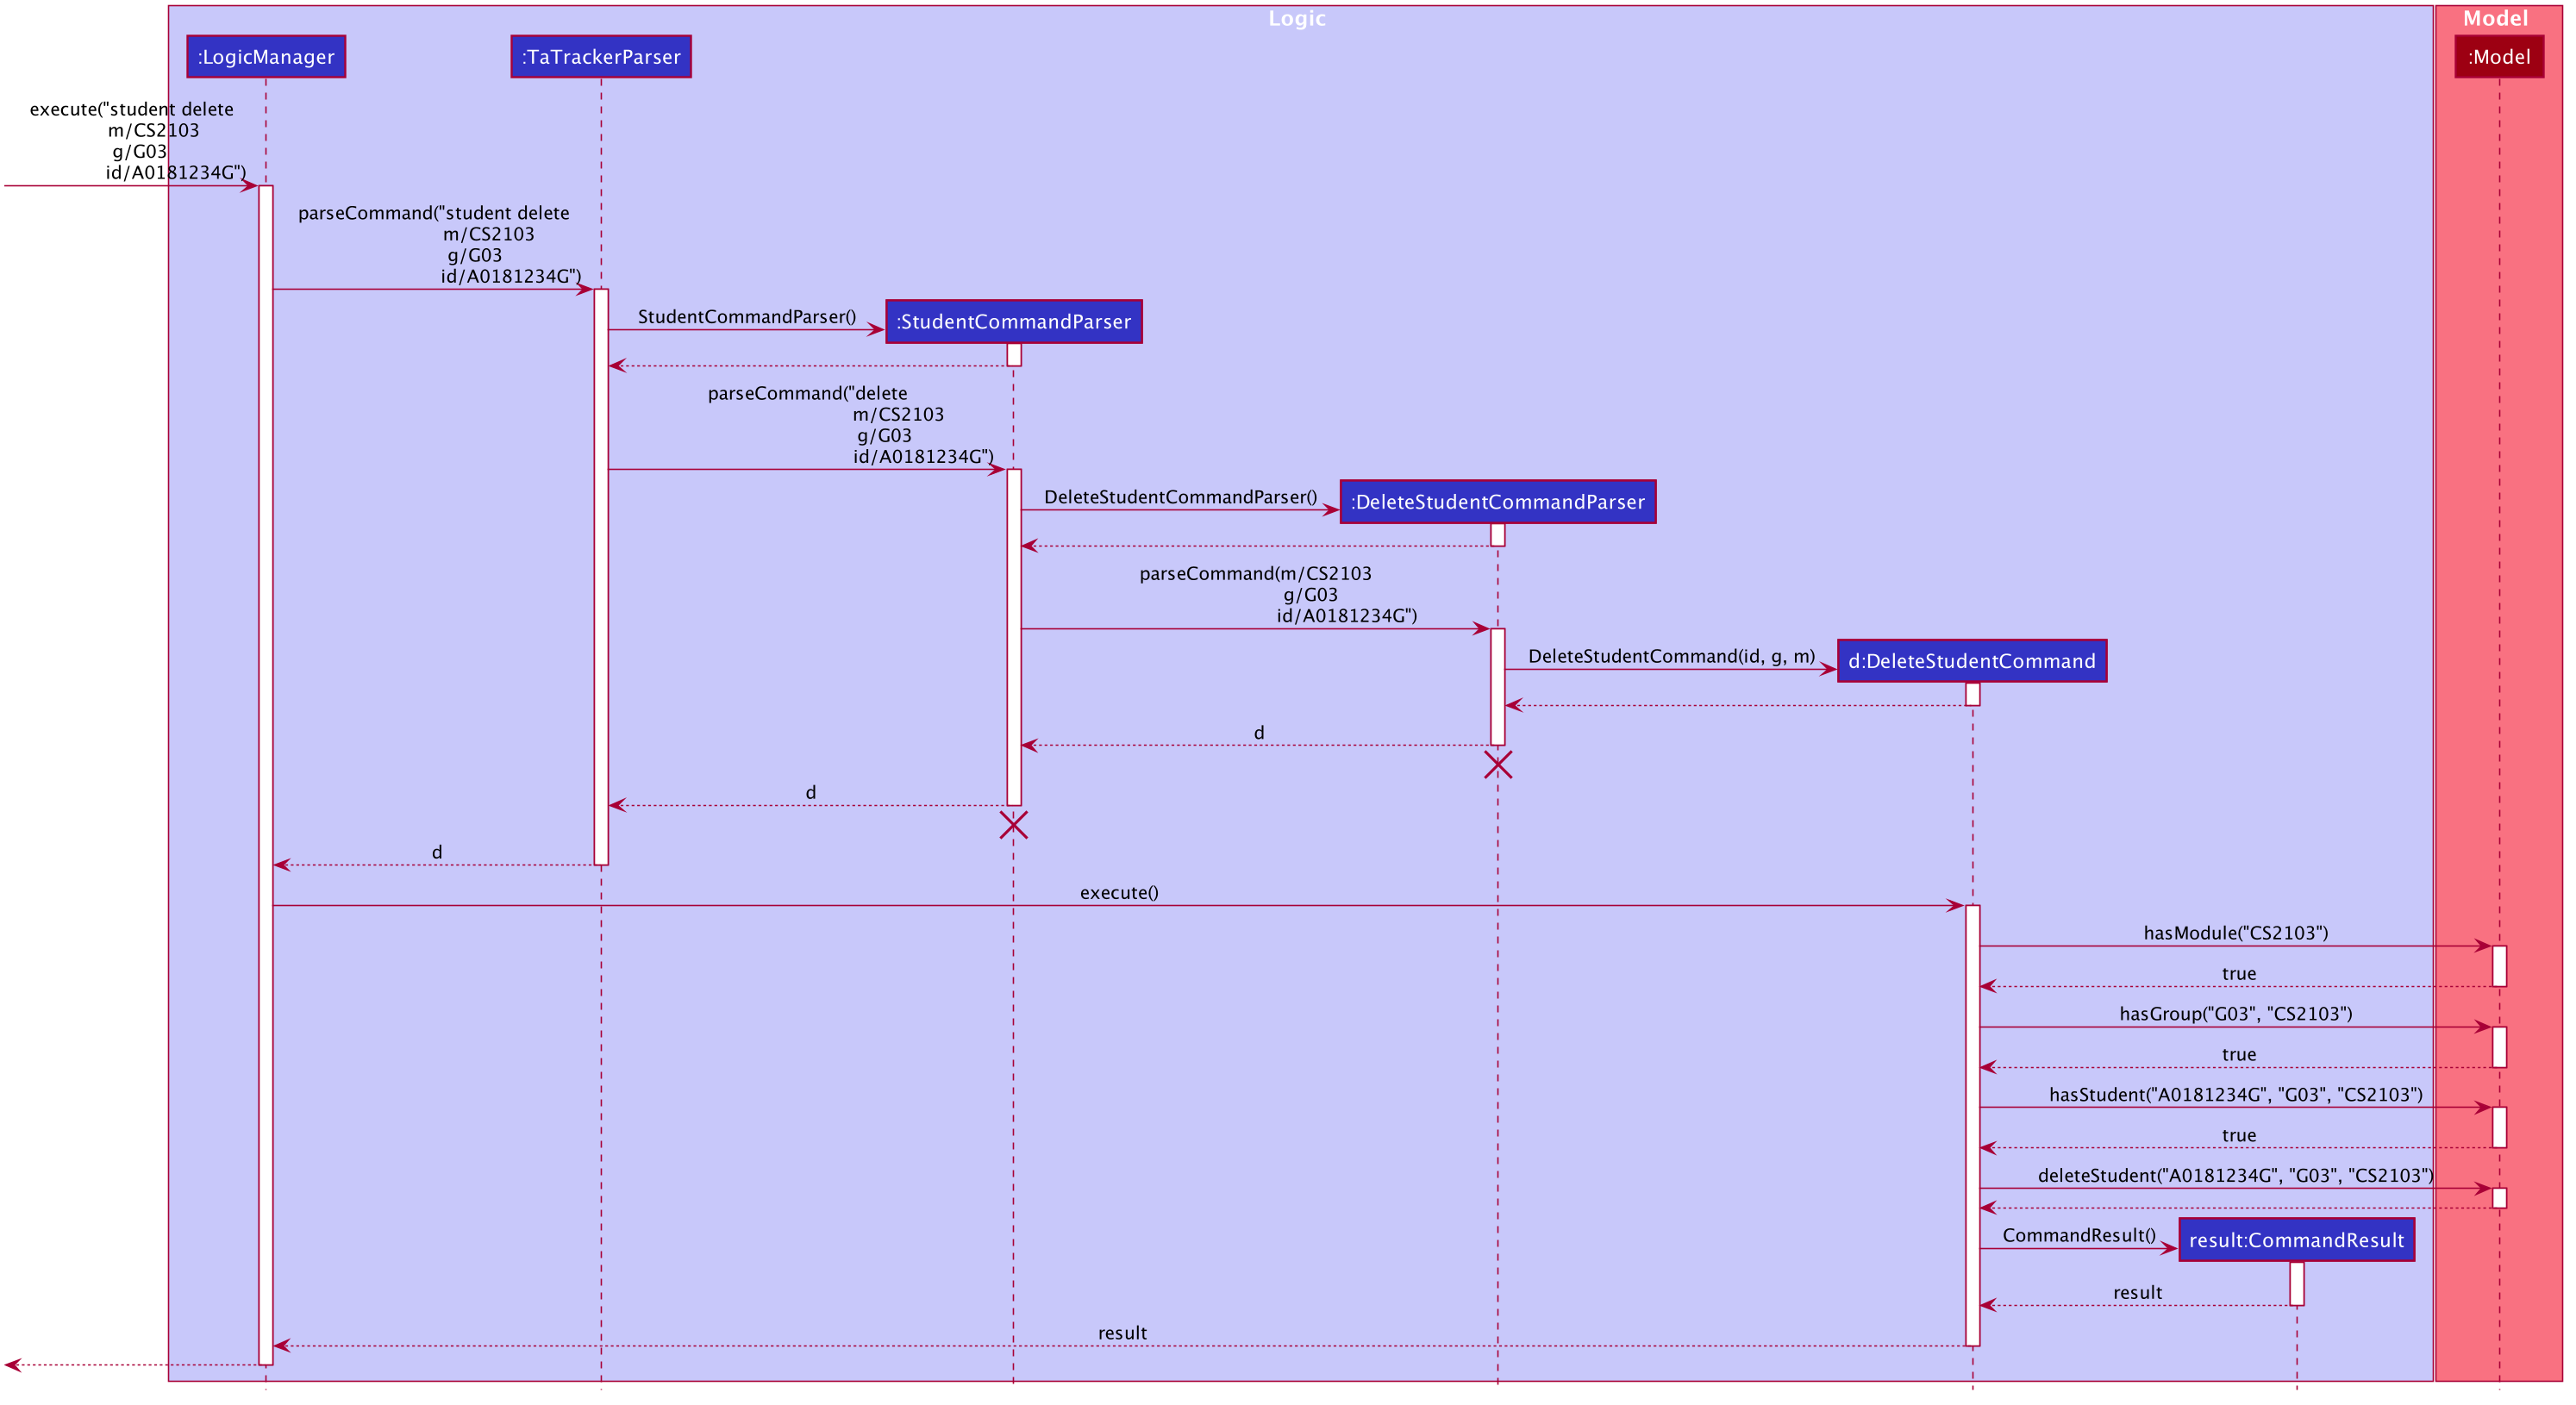 Logic
Model
:LogicManager
:TaTrackerParser
:Model
execute("student delete
m/CS2103
g/G03
id/A0181234G")
parseCommand("student delete
m/CS2103
g/G03
id/A0181234G")
StudentCommandParser()
:StudentCommandParser
parseCommand("delete
m/CS2103
g/G03
id/A0181234G")
DeleteStudentCommandParser()
:DeleteStudentCommandParser
parseCommand(m/CS2103
g/G03
id/A0181234G")
DeleteStudentCommand(id, g, m)
d:DeleteStudentCommand
d
d
d
execute()
hasModule("CS2103")
true
hasGroup("G03", "CS2103")
true
hasStudent("A0181234G", "G03", "CS2103")
true
deleteStudent("A0181234G", "G03", "CS2103")
CommandResult()
result:CommandResult
result
result